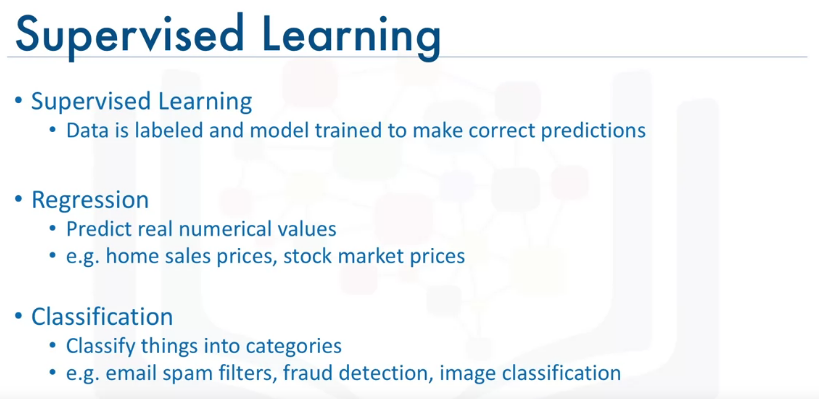 Supervised Learning
• Supervised Learning
• Data is labeled and model trained to make correct predictions
• Regression
• Predict real numerical values
• e.g. home sales prices, stock market prices
• Classification
• Classify things into categories
• e.g. email spam filters, fraud detection, image classification